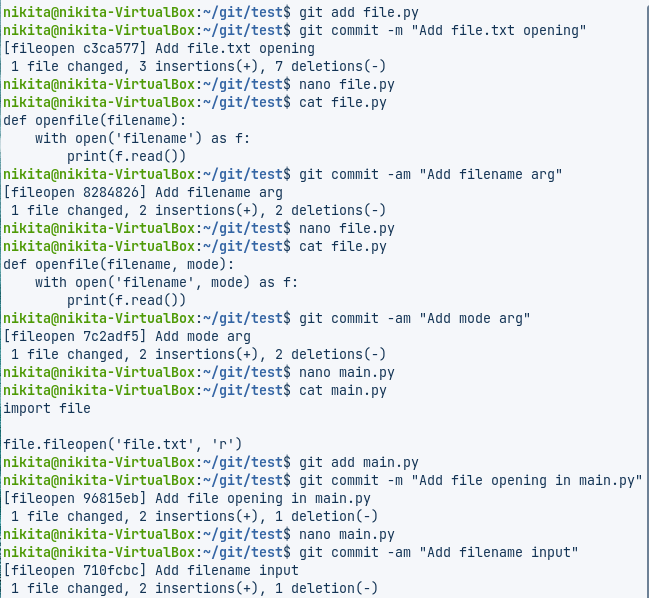 nikita@nikita-VirtualBox:~/git/test$ git add file.py
nikita@nikita-VirtualBox:~/git/test$ git commit -m "Add file.txt opening"
[fileopen c3ca577] Add file.txt opening
 1 file changed, 3 insertions(+), 7 deletions(-)
nikita@nikita-VirtualBox:~/git/test$ nano file.py
nikita@nikita-VirtualBox:~/git/test$ cat file.py
def openfile(filename):
    with open('filename') as f:
        print(f.read())
nikita@nikita-VirtualBox:~/git/test$ git commit -am "Add filename arg"
[fileopen 8284826] Add filename arg
 1 file changed, 2 insertions(+), 2 deletions(-)
nikita@nikita-VirtualBox:~/git/test$ nano file.py
nikita@nikita-VirtualBox:~/git/test$ cat file.py
def openfile(filename, mode):
    with open('filename', mode) as f:
        print(f.read())
nikita@nikita-VirtualBox:~/git/test$ git commit -am "Add mode arg"
[fileopen 7c2adf5] Add mode arg
 1 file changed, 2 insertions(+), 2 deletions(-)
nikita@nikita-VirtualBox:~/git/test$ nano main.py
nikita@nikita-VirtualBox:~/git/test$ cat main.py
import file

file.fileopen('file.txt', 'r')
nikita@nikita-VirtualBox:~/git/test$ git add main.py
nikita@nikita-VirtualBox:~/git/test$ git commit -m "Add file opening in main.py"
[fileopen 96815eb] Add file opening in main.py
 1 file changed, 2 insertions(+), 1 deletion(-)
nikita@nikita-VirtualBox:~/git/test$ nano main.py
nikita@nikita-VirtualBox:~/git/test$ git commit -am "Add filename input"
[fileopen 710fcbc] Add filename input
 1 file changed, 2 insertions(+), 1 deletion(-)